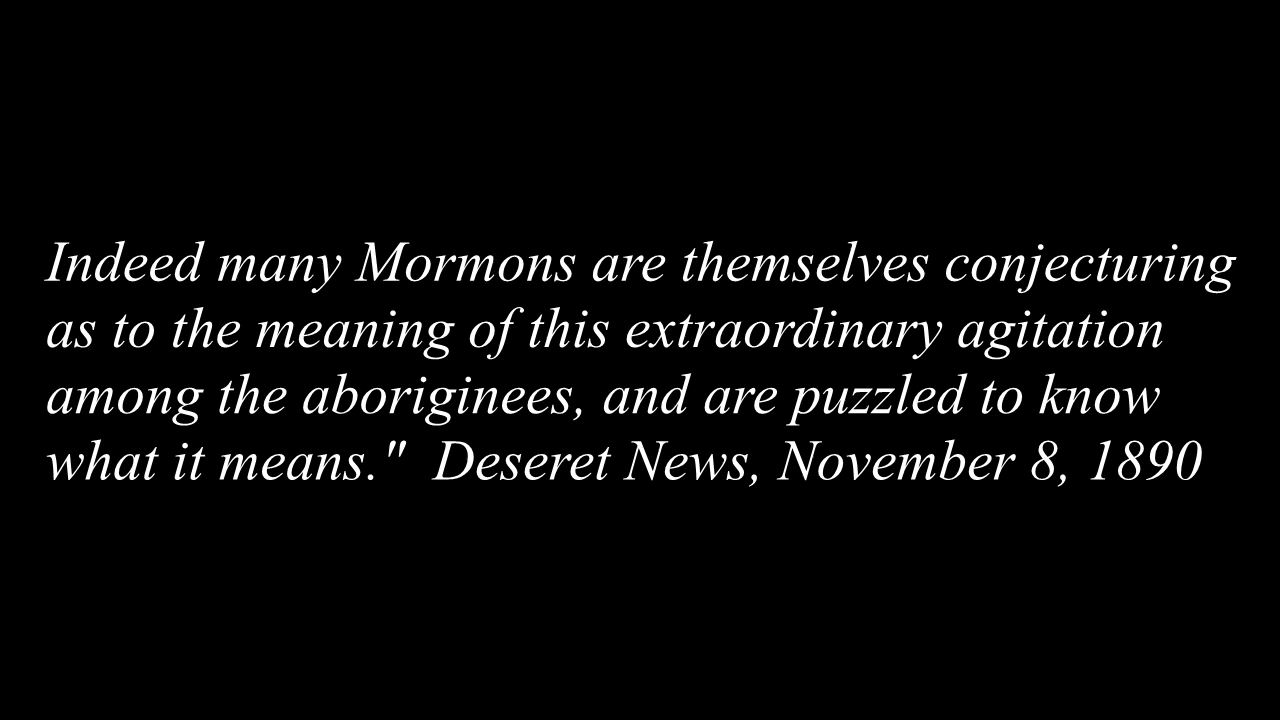 Indeed many Mormons are themselves conjecturing
as to the meaning of this extraordinary agitation
among the aboriginees, and are puzzled to know
what it means."  Deseret News, November 8, 1890